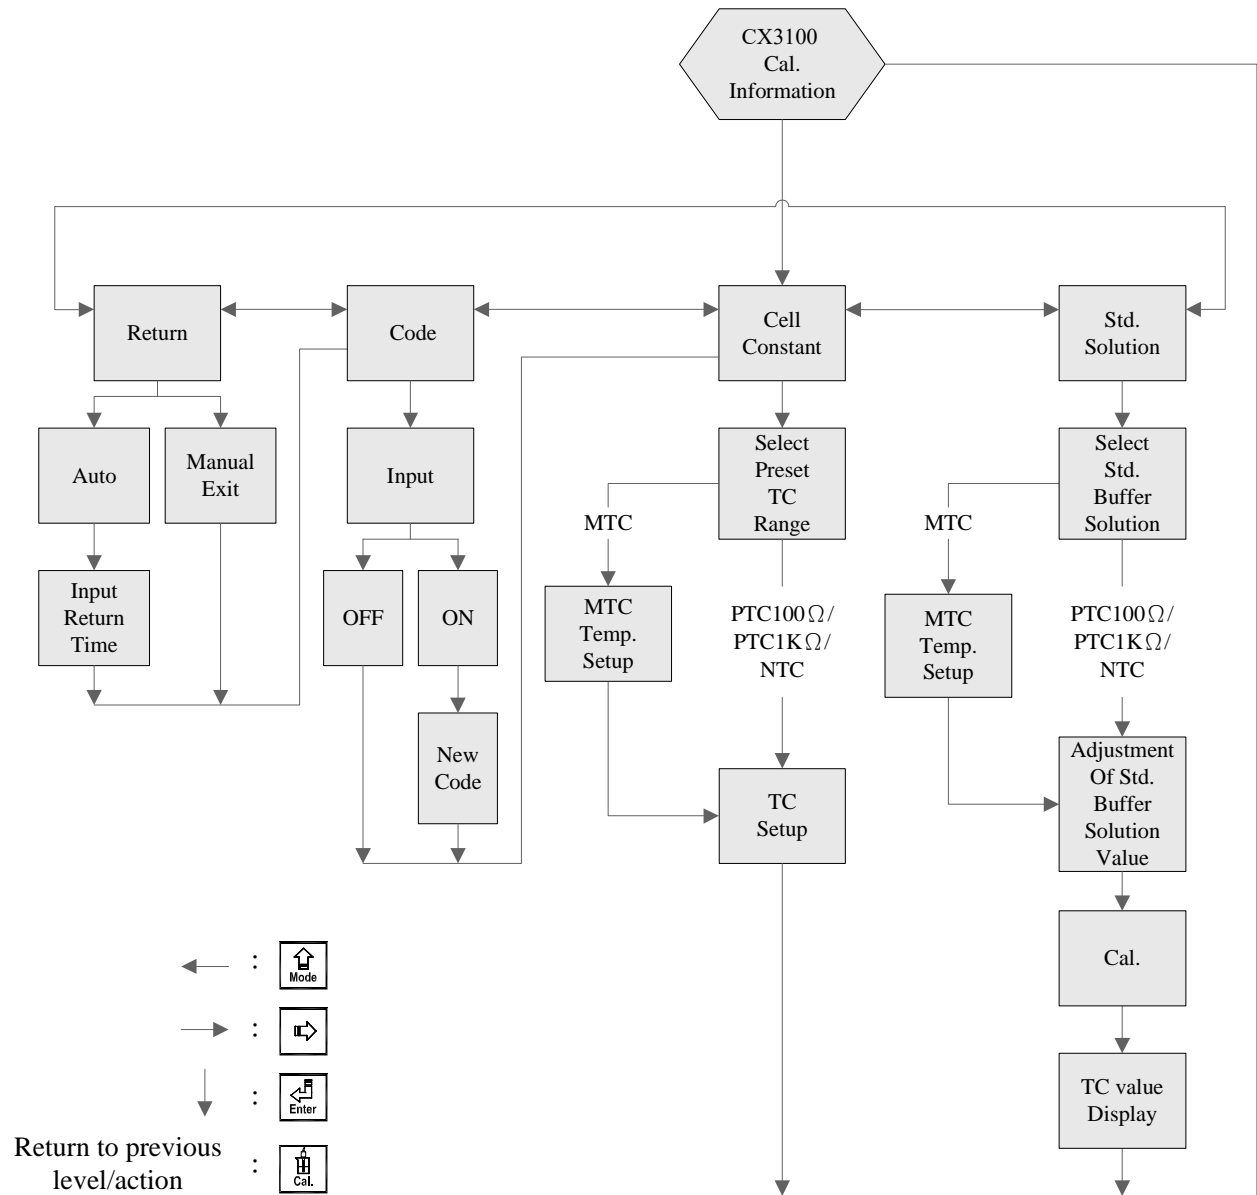 CX3100
Cal.
Information
Return
Code
Cell
Constant
Std.
Solution
Auto
Manual
Exit
Input
Select
Preset
TC
Range
Select
Std.
Buffer
Solution
MTC
MTC
Input
Return
Time
OFF
ON
MTC
Temp.
Setup
PTC100Ω/
PTC1KΩ/
NTC
MTC
Temp.
Setup
PTC100Ω/
PTC1KΩ/
NTC
New
Code
TC
Setup
Adjustment
Of Std.
Buffer
Solution
Value
Cal.
TC value
Display
:
Mode
:
:
Enter
Return to previous
level/action
:
Cal.